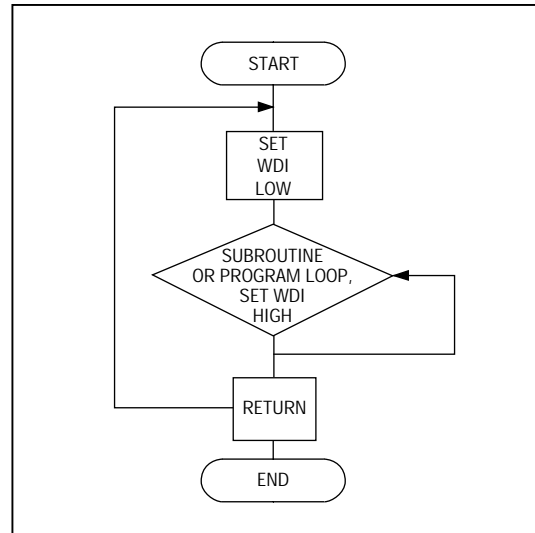 START
SET
WDI
LOW
SUBROUTINE
OR PROGRAM LOOP,
SET WDI
HIGH
RETURN
END